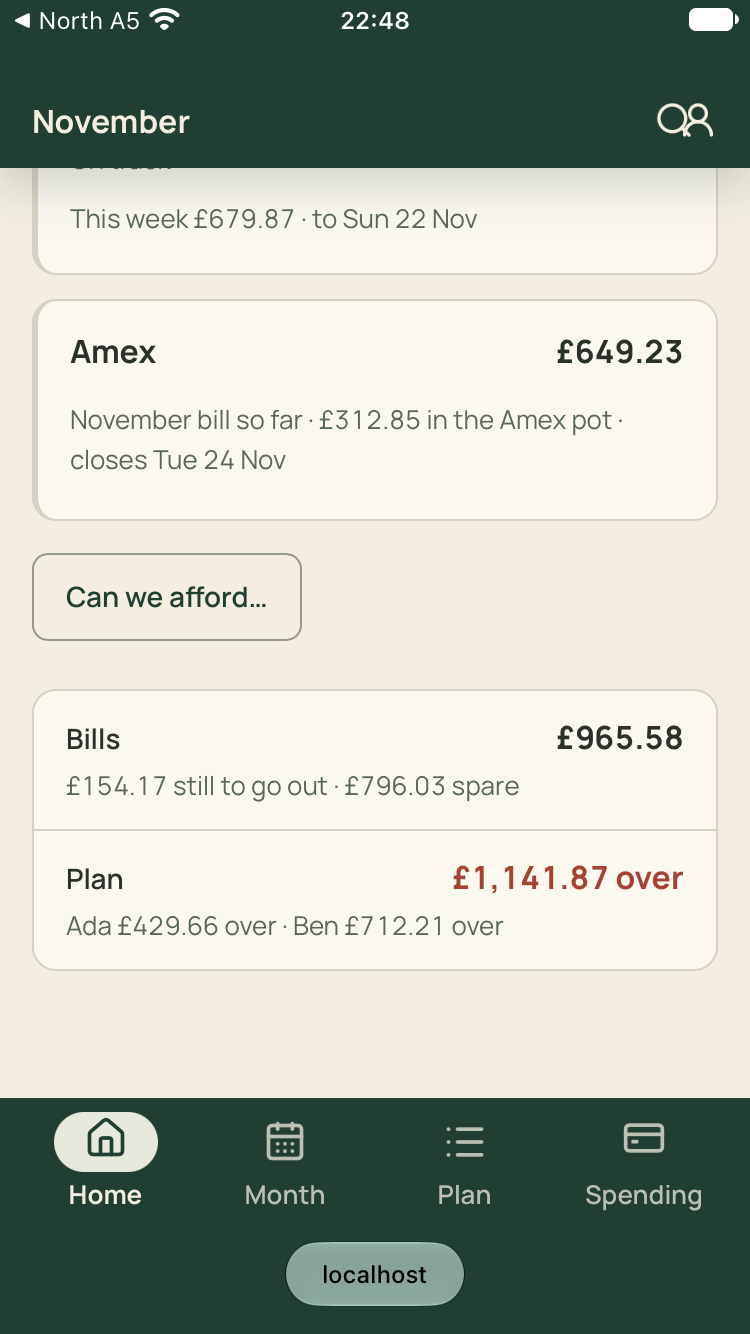 ◀ North A5
22:48
November
This week £679.87 · to Sun 22 Nov
Amex
£649.23
November bill so far · £312.85 in the Amex pot ·
closes Tue 24 Nov
Can we afford…
Bills
£965.58
£154.17 still to go out · £796.03 spare
Plan
£1,141.87 over
Ada £429.66 over · Ben £712.21 over
Home
Month
Plan
Spending
localhost